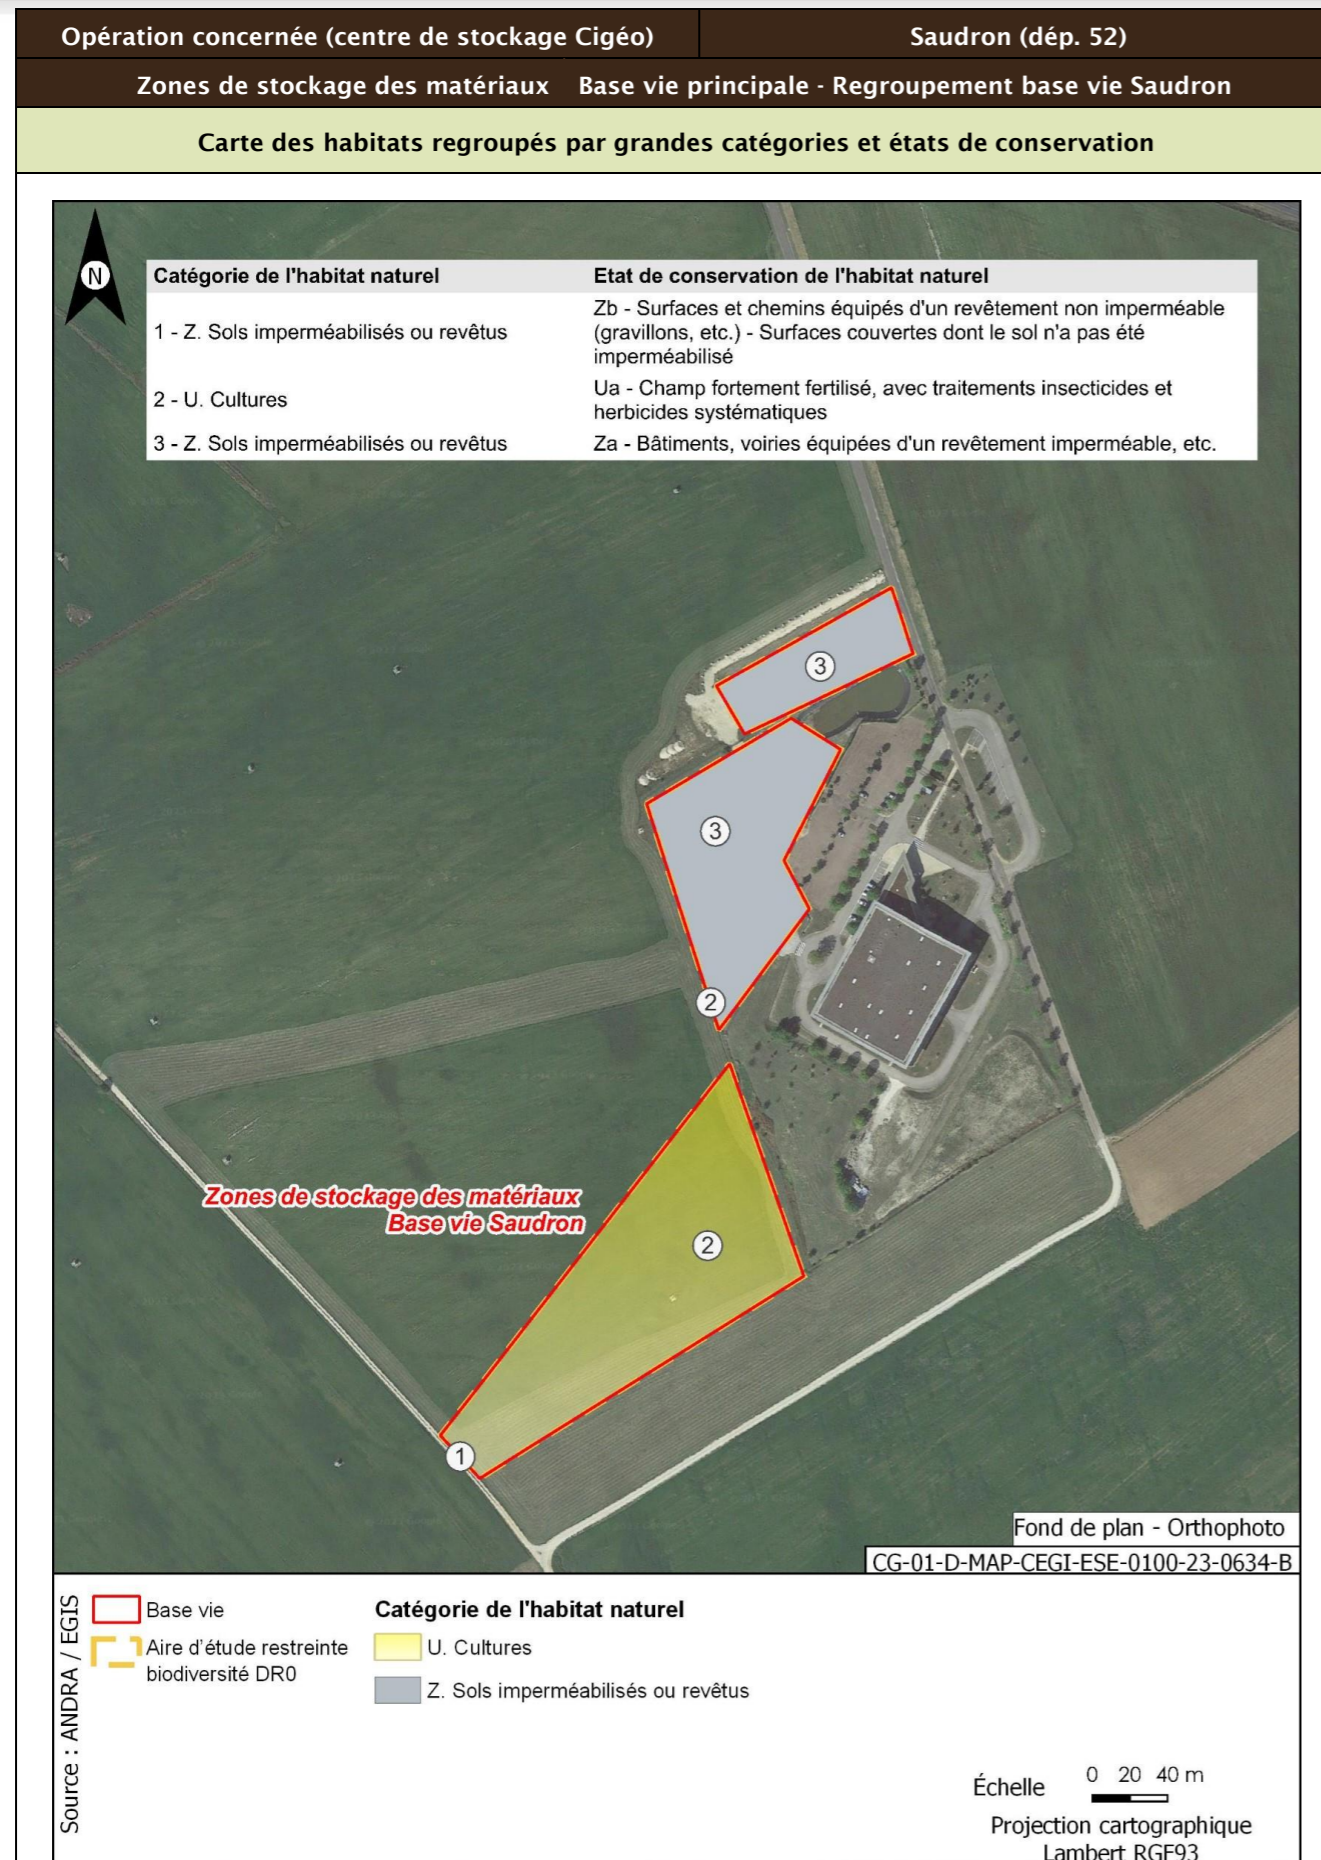 Opération concernée (centre de stockage Cigéo) Saudron (dép. 52)
Zones de stockage des matériaux Base vie principale - Regroupement base vie Saudron
Carte des habitats regroupés par grandes catégories et états de conservation
N
Catégorie de l'habitat naturel Etat de conservation de l'habitat naturel
1 - Z. Sols imperméabilisés ou revêtus Zb - Surfaces et chemins équipés d'un revêtement non imperméable
(gravillons, etc.) - Surfaces couvertes dont le sol n'a pas été
imperméabilisé
2 - U. Cultures Ua - Champ fortement fertilisé, avec traitements insecticides et
herbicides systématiques
3 - Z. Sols imperméabilisés ou revêtus Za - Bâtiments, voiries équipées d'un revêtement imperméable, etc.
3
3
2
Zones de stockage des matériaux
Base vie Saudron
2
1
Fond de plan - Orthophoto
CG-01-D-MAP-CEGI-ESE-0100-23-0634-B
Source : ANDRA / EGIS
Base vie
Aire d'étude restreinte
biodiversité DR0
Catégorie de l'habitat naturel
U. Cultures
Z. Sols imperméabilisés ou revêtus
Échelle 0 20 40 m
Projection cartographique
Lambert RGF93